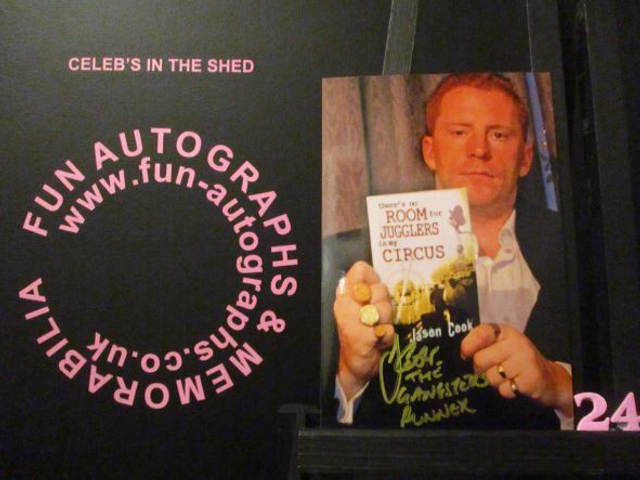 CELEB'S IN THE SHED
FUN AUTOGRAPHS & MEMORABILIA
www.fun-autographs.co.uk
there's no
ROOM for
JUGGLERS
in my
CIRCUS
Jason Cook
THE
GANGSTERS
RUNNER
24